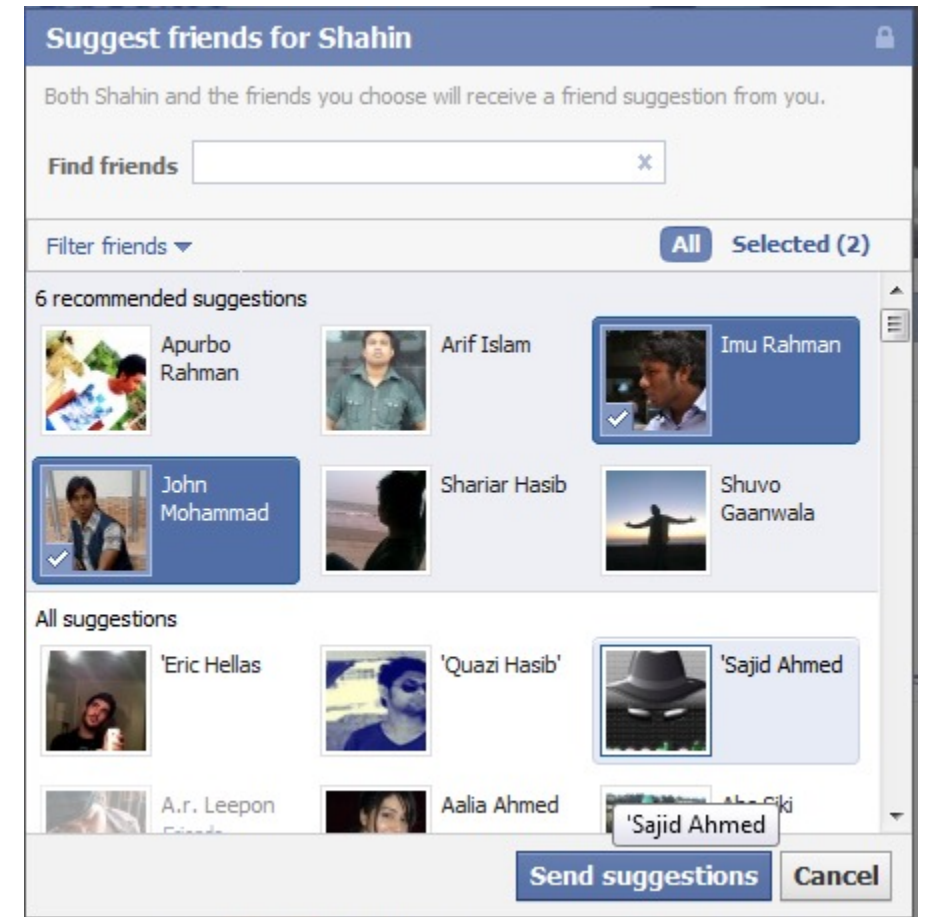 Suggest friends for Shahin
Both Shahin and the friends you choose will receive a friend suggestion from you.
Find friends
Filter friends
All
Selected (2)
6 recommended suggestions
Apurbo
Rahman
Arif Islam
Imu Rahman
John
Mohammad
Shariar Hasib
Shuvo
Gaanwala
All suggestions
'Eric Hellas
'Quazi Hasib'
'Sajid Ahmed
A.r. Leepon
Aalia Ahmed
'Sajid Ahmed
Send suggestions
Cancel